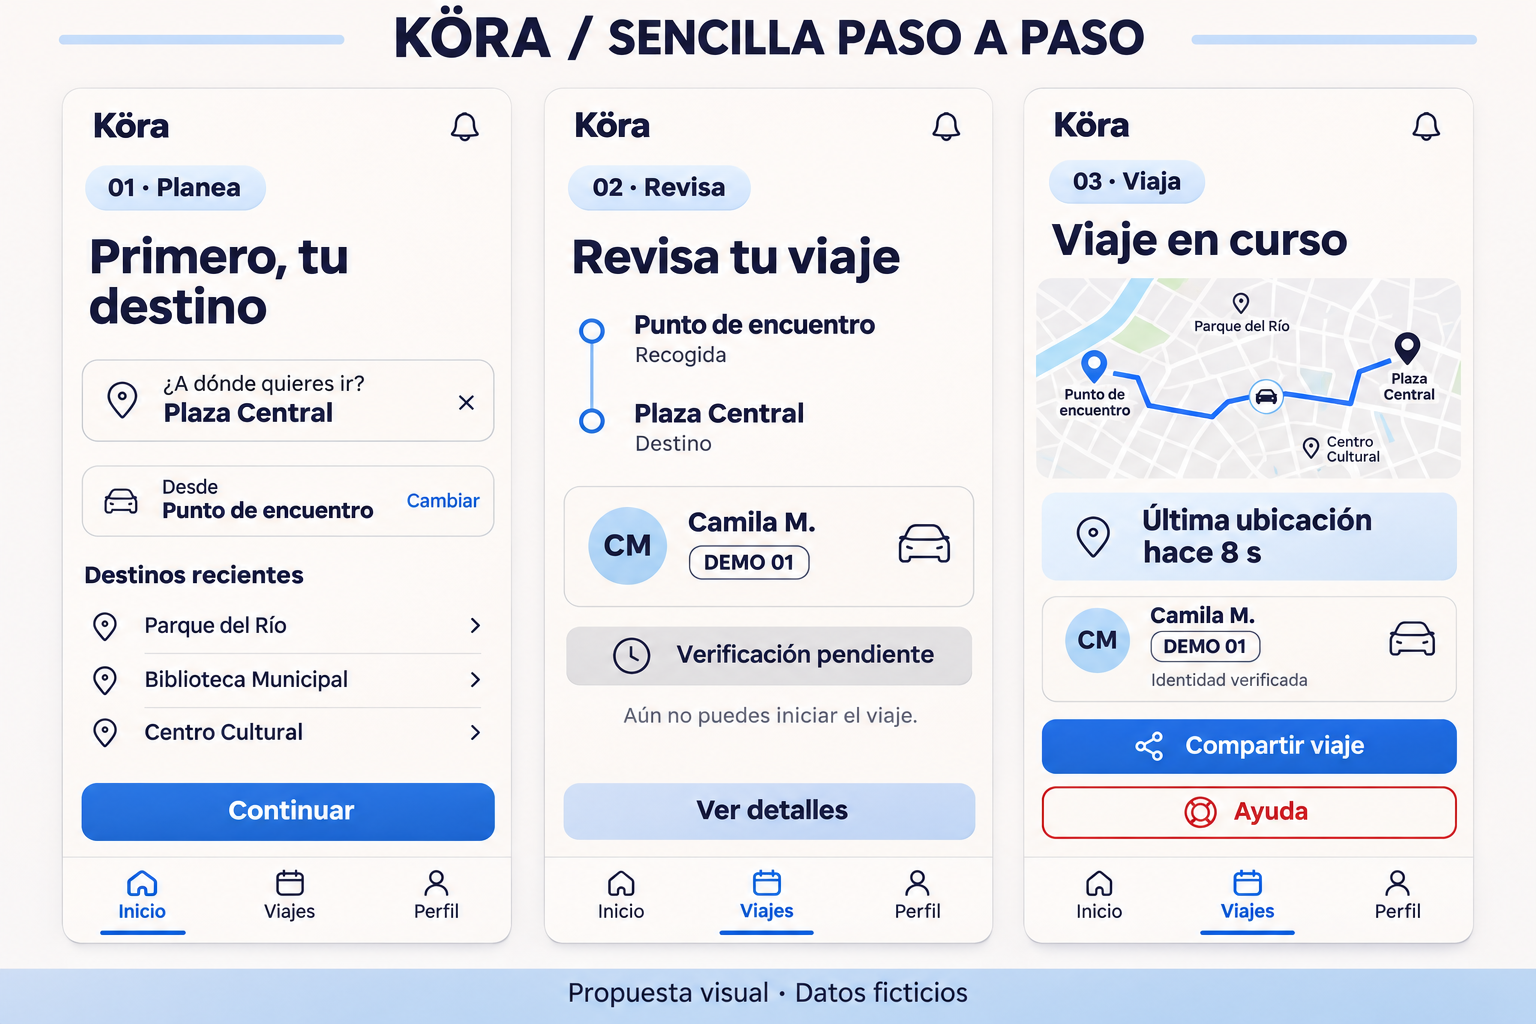 KÖRA / SENCILLA PASO A PASO
Köra
01 · Planea
Primero, tu
destino
¿A dónde quieres ir?
Plaza Central
Desde
Punto de encuentro
Cambiar
Destinos recientes
Parque del Río
Biblioteca Municipal
Centro Cultural
Continuar
Inicio
Viajes
Perfil
Köra
02 · Revisa
Revisa tu viaje
Punto de encuentro
Recogida
Plaza Central
Destino
CM
Camila M.
DEMO 01
Verificación pendiente
Aún no puedes iniciar el viaje.
Ver detalles
Inicio
Viajes
Perfil
Köra
03 · Viaja
Viaje en curso
Parque del Río
Punto de
encuentro
Plaza
Central
Centro
Cultural
Última ubicación
hace 8 s
CM
Camila M.
DEMO 01
Identidad verificada
Compartir viaje
Ayuda
Inicio
Viajes
Perfil
Propuesta visual · Datos ficticios